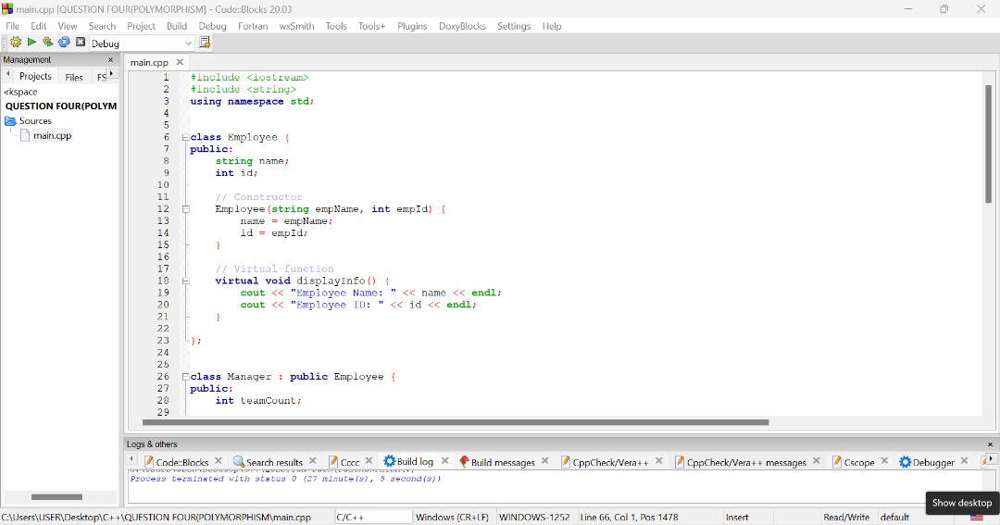 main.cpp [QUESTION FOUR(POLYMORPHISM] - Code::Blocks 20.03
File Edit View Search Project Build Debug Fortran wxSmith Tools Tools+ Plugins DoxyBlocks Settings Help
Debug
Management
Projects Files FS
rkspace
QUESTION FOUR(POLYM
Sources
main.cpp
main.cpp
1 #include <iostream>
2 #include <string>
3 using namespace std;
4
5
6 class Employee {
7 public:
8 string name;
9 int id;
10
11 // Constructor
12 Employee(string empName, int empId) {
13 name = empName;
14 id = empId;
15 }
16
17 // Virtual function
18 virtual void displayInfo() {
19 cout << "Employee Name: " << name << endl;
20 cout << "Employee ID: " << id << endl;
21 }
22
23 };
24
25
26 class Manager : public Employee {
27 public:
28 int teamCount;
29
Logs & others
Code::Blocks Search results Cccc Build log Build messages CppCheck/Vera++ CppCheck/Vera++ messages Cscope Debugger
Process terminated with status 0 (27 minute(s), 5 second(s))
Show desktop
C:\Users\USER\Desktop\C++\QUESTION FOUR(POLYMORPHISM\main.cpp C/C++ Windows (CR+LF) WINDOWS-1252 Line 66, Col 1, Pos 1478 Insert Read/Write default